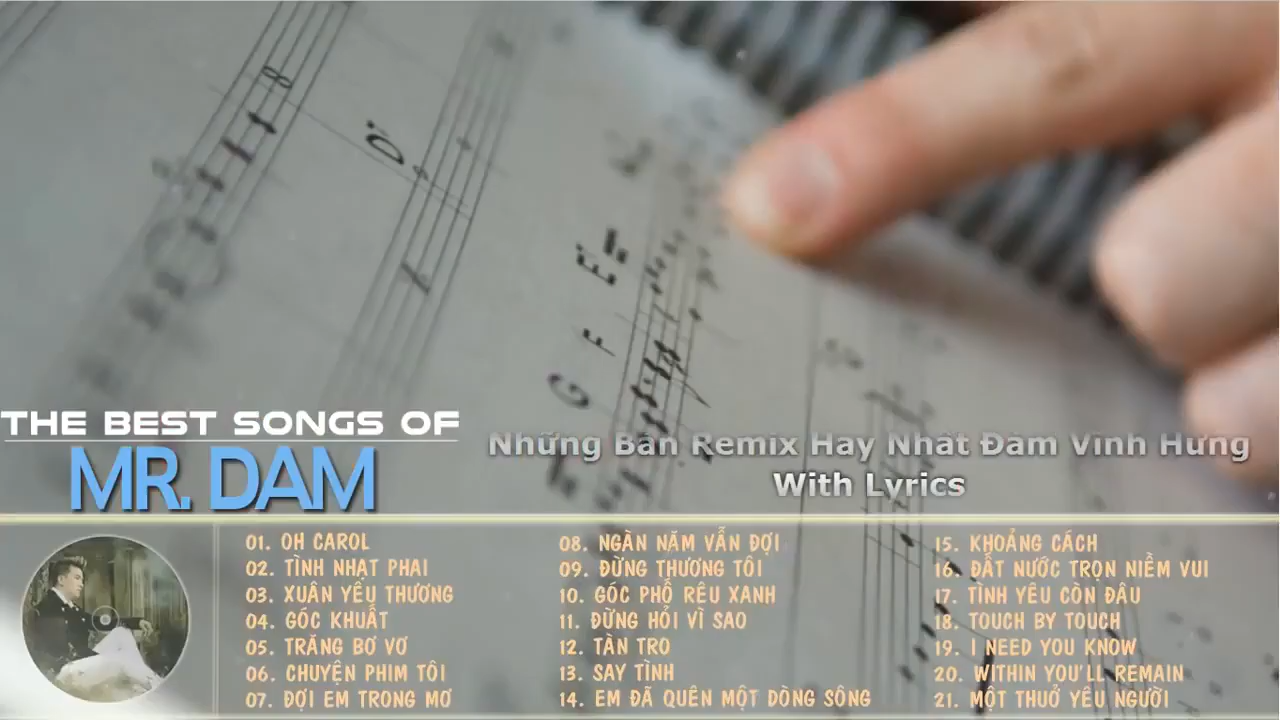 THE BEST SONGS OF
MR. DAM
Những Bản Remix Hay Nhất Đàm Vĩnh Hưng
With Lyrics
01. OH CAROL
02. TÌNH NHẠT PHAI
03. XUÂN YÊU THƯƠNG
04. GÓC KHUẤT
05. TRĂNG BƠ VƠ
06. CHUYỆN PHIM TÔI
07. ĐỢI EM TRONG MƠ
08. NGÀN NĂM VẪN ĐỢI
09. ĐỪNG THƯƠNG TÔI
10. GÓC PHỐ RÊU XANH
11. ĐỪNG HỎI VÌ SAO
12. TÀN TRO
13. SAY TÌNH
14. EM ĐÃ QUÊN MỘT DÒNG SÔNG
15. KHOẢNG CÁCH
16. ĐẤT NƯỚC TRỌN NIỀM VUI
17. TÌNH YÊU CÒN ĐÂU
18. TOUCH BY TOUCH
19. I NEED YOU KNOW
20. WITHIN YOU'LL REMAIN
21. MỘT THUỞ YÊU NGƯỜI
D
E
F
G